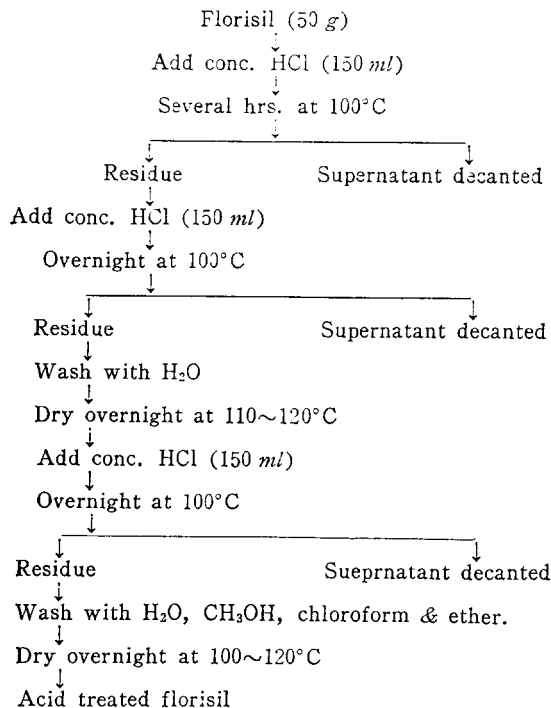 Florisil (50 g)
Add conc. HCl (150 ml)
Several hrs. at 100°C
Residue Supernatant decanted
Add conc. HCl (150 ml)
Overnight at 100°C
Residue Supernatant decanted
Wash with H₂O
Dry overnight at 110~120°C
Add conc. HCl (150 ml)
Overnight at 100°C
Residue Sueprnatant decanted
Wash with H₂O, CH₃OH, chloroform & ether.
Dry overnight at 100~120°C
Acid treated florisil